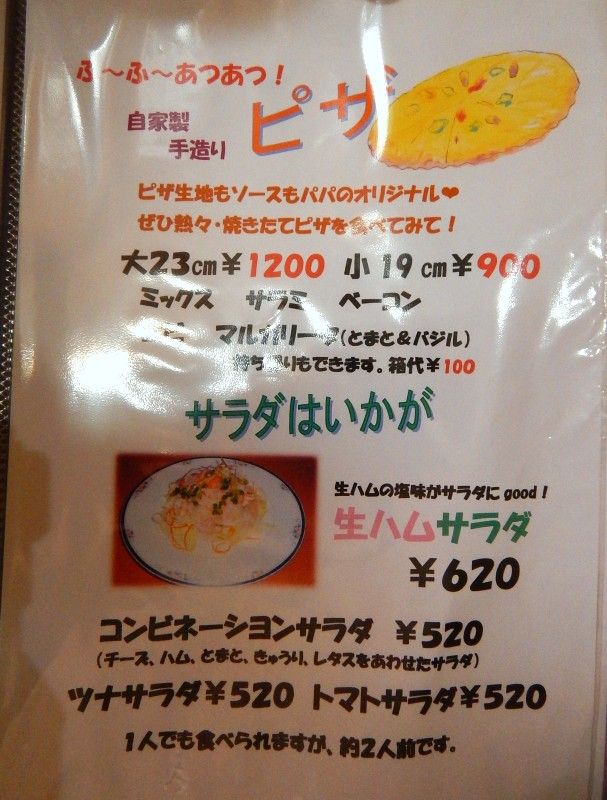 ふ〜ふ〜あつあつ！
自家製
手造り
ピザ
ピザ生地もソースもパパのオリジナル❤
ぜひ熱々・焼きたてピザを食べてみて！
大23cm￥1200 小19cm￥900
ミックス サラミ ベーコン
マルガリータ(とまと＆バジル)
持ち帰りもできます。箱代￥100
サラダはいかが
生ハムの塩味がサラダにgood！
生ハムサラダ
￥620
コンビネーションサラダ ￥520
(チーズ、ハム、とまと、きゅうり、レタスをあわせたサラダ)
ツナサラダ￥520 トマトサラダ￥520
1人でも食べられますが、約2人前です。